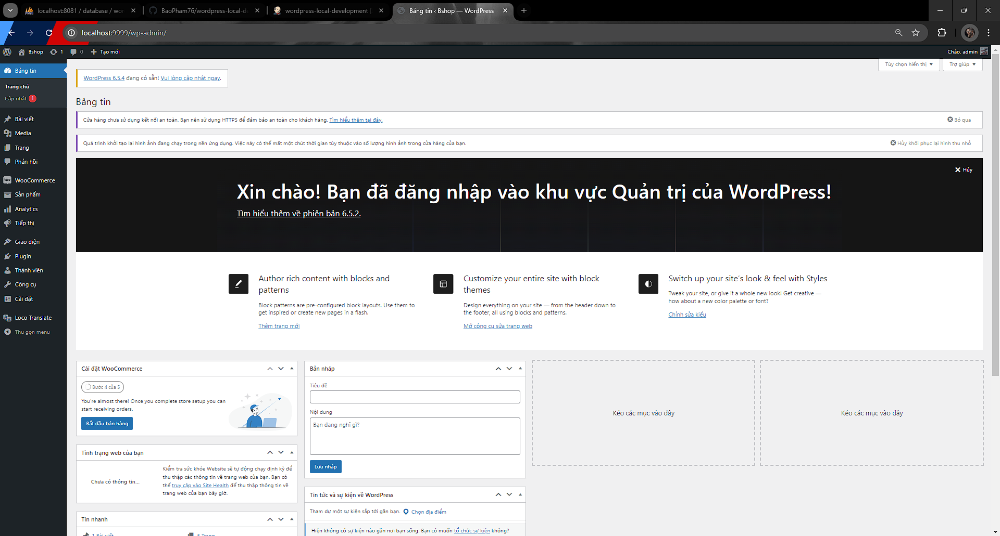 localhost:8081 / database / wor
BaoPham76/wordpress-local-de
wordpress-local-development [
Bảng tin ‹ Bshop — WordPress
localhost:9999/wp-admin/
Bshop
1
0
Tạo mới
Chào, admin
Bảng tin
Trang chủ
Cập nhật 1
Bài viết
Media
Trang
Phản hồi
WooCommerce
Sản phẩm
Analytics
Tiếp thị
Giao diện
Plugin
Thành viên
Công cụ
Cài đặt
Loco Translate
Thu gọn menu
Tùy chọn hiển thị
Trợ giúp
WordPress 6.5.4 đang có sẵn! Vui lòng cập nhật ngay.
Bảng tin
Cửa hàng chưa sử dụng kết nối an toàn. Bạn nên sử dụng HTTPS để đảm bảo an toàn cho khách hàng. Tìm hiểu thêm tại đây.
Bỏ qua
Quá trình khởi tạo lại hình ảnh đang chạy trong nền ứng dụng. Việc này có thể mất một chút thời gian tùy thuộc vào số lượng hình ảnh trong cửa hàng của bạn.
Hủy khôi phục lại hình thu nhỏ
Hủy
Xin chào! Bạn đã đăng nhập vào khu vực Quản trị của WordPress!
Tìm hiểu thêm về phiên bản 6.5.2.
Author rich content with blocks and
patterns
Block patterns are pre-configured block layouts. Use them to
get inspired or create new pages in a flash.
Thêm trang mới
Customize your entire site with block
themes
Design everything on your site — from the header down to
the footer, all using blocks and patterns.
Mở công cụ sửa trang web
Switch up your site’s look & feel with Styles
Tweak your site, or give it a whole new look! Get creative —
how about a new color palette or font?
Chỉnh sửa kiểu
Cài đặt WooCommerce
Bước 4 của 5
You're almost there! Once you complete store setup you can
start receiving orders.
Bắt đầu bán hàng
Tình trạng web của bạn
Chưa có thông tin...
Kiểm tra sức khỏe Website sẽ tự động chạy định kỳ để
thu thập các thông tin về trang web của bạn. Bạn có
thể truy cập vào Site Health để thu thập thông tin về
trang web của bạn bây giờ.
Tin nhanh
1 Bài viết
5 Trang
Bản nháp
Tiêu đề
Nội dung
Bạn đang nghĩ gì?
Lưu nháp
Tin tức và sự kiện về WordPress
Tham dự một sự kiện sắp tới gần bạn. Chọn địa điểm
Hiện không có sự kiện nào gần nơi bạn sống. Bạn có muốn tổ chức sự kiện không?
Kéo các mục vào đây
Kéo các mục vào đây